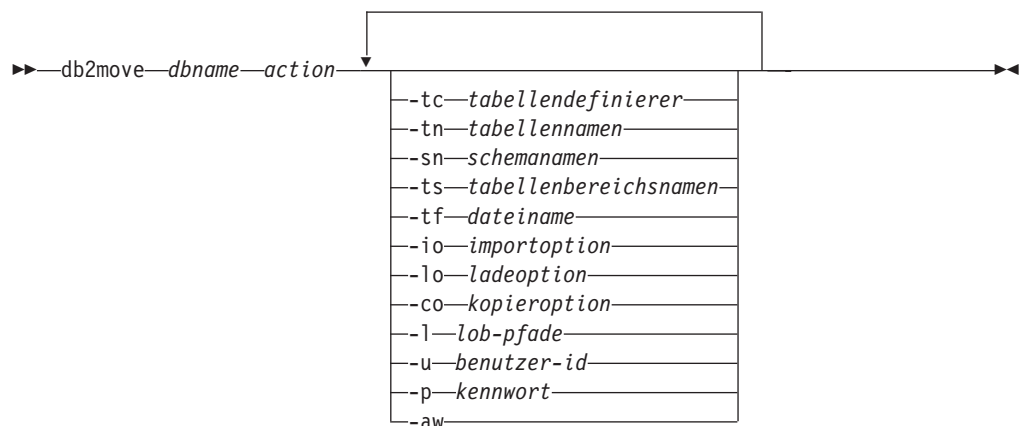 db2move dbname action
-tc tabellendefinierer
-tn tabellennamen
-sn schemanamen
-ts tabellenbereichsnamen
-tf dateiname
-io importoption
-lo ladeoption
-co kopieroption
-l lob-pfade
-u benutzer-id
-p kennwort
-aw